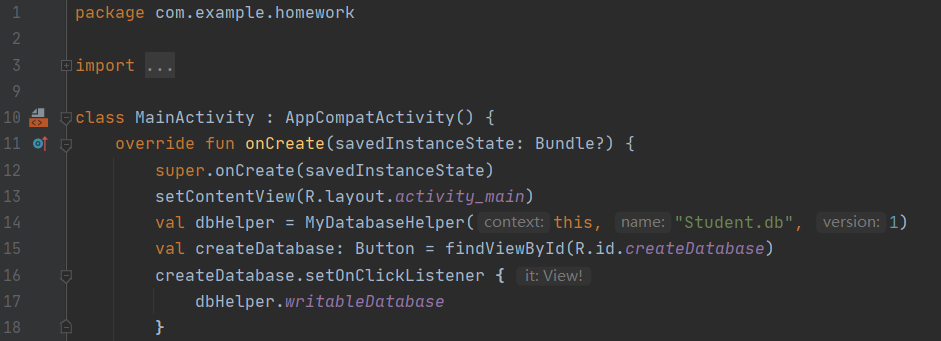 1 package com.example.homework
2
3 import ...
9
10 class MainActivity : AppCompatActivity() {
11 override fun onCreate(savedInstanceState: Bundle?) {
12 super.onCreate(savedInstanceState)
13 setContentView(R.layout.activity_main)
14 val dbHelper = MyDatabaseHelper( context: this, name: "Student.db", version: 1)
15 val createDatabase: Button = findViewById(R.id.createDatabase)
16 createDatabase.setOnClickListener { it: View!
17 dbHelper.writableDatabase
18 }